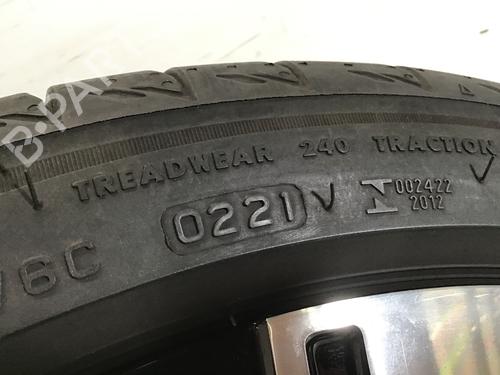 B-PARTS
TREADWEAR 240 TRACTION
0221
002422
2012
6C